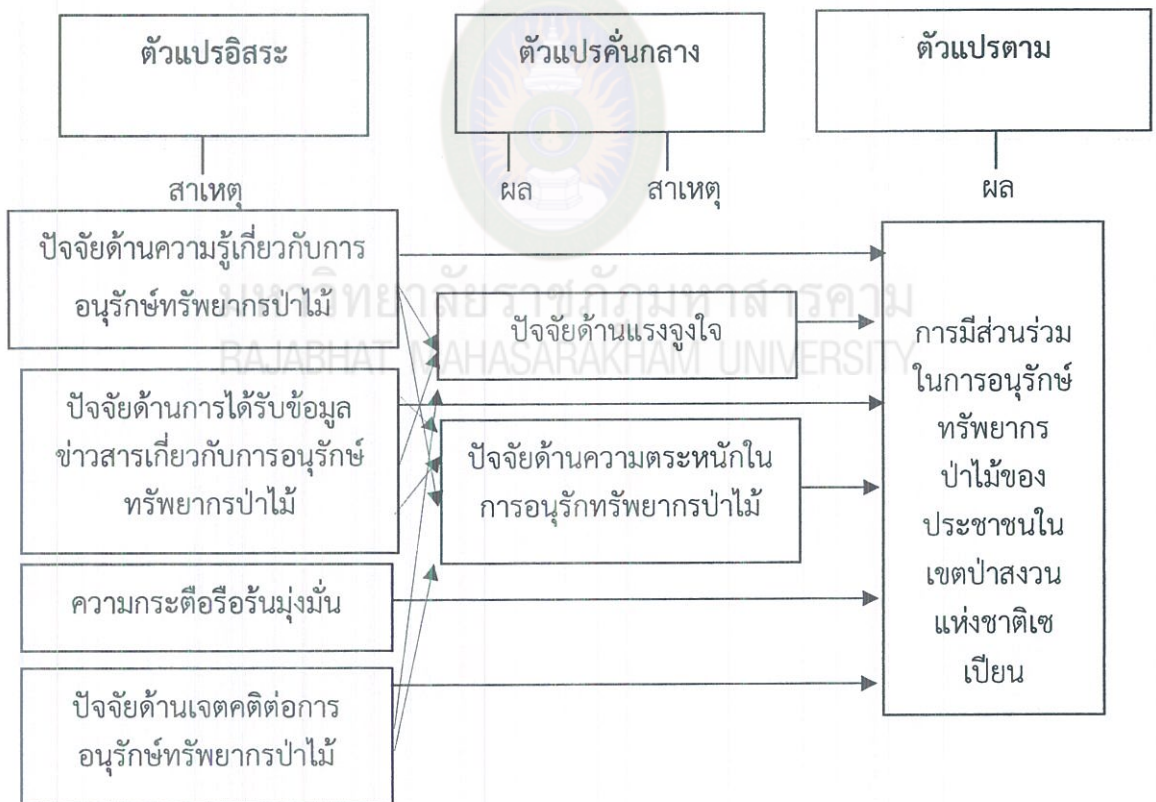 ตัวแปรอิสระ
ตัวแปรคั่นกลาง
ตัวแปรตาม
สาเหตุ
ผล
สาเหตุ
ผล
ปัจจัยด้านความรู้เกี่ยวกับการ
อนุรักษ์ทรัพยากรป่าไม้
ปัจจัยด้านการได้รับข้อมูล
ข่าวสารเกี่ยวกับการอนุรักษ์
ทรัพยากรป่าไม้
ความกระตือรือร้นมุ่งมั่น
ปัจจัยด้านเจตคติต่อการ
อนุรักษ์ทรัพยากรป่าไม้
ปัจจัยด้านแรงจูงใจ
ปัจจัยด้านความตระหนักใน
การอนุรักทรัพยากรป่าไม้
การมีส่วนร่วม
ในการอนุรักษ์
ทรัพยากร
ป่าไม้ของ
ประชาชนใน
เขตป่าสงวน
แห่งชาติเซ
เปียน
มหาวิทยาลัยราชภัฏมหาสารคาม
RAJABHAT MAHASARAKHAM UNIVERSITY